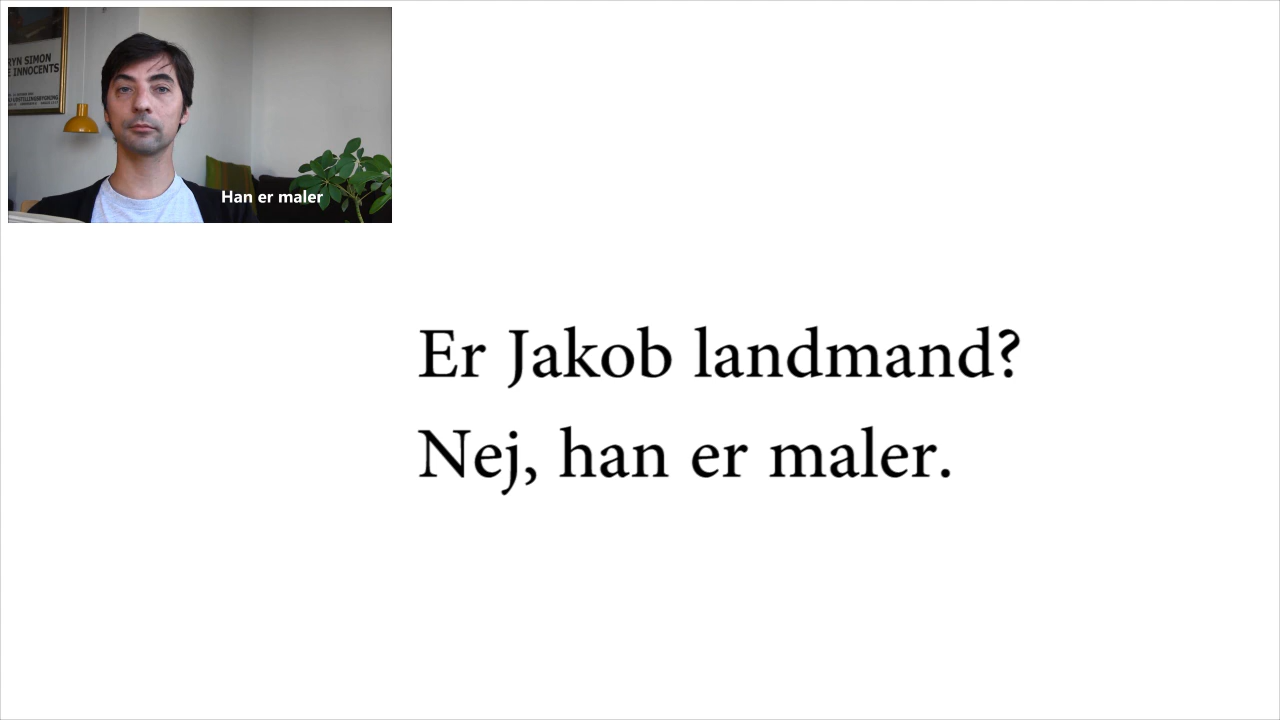 RYN SIMON
E INNOCENTS
Han er maler
Er Jakob landmand?
Nej, han er maler.